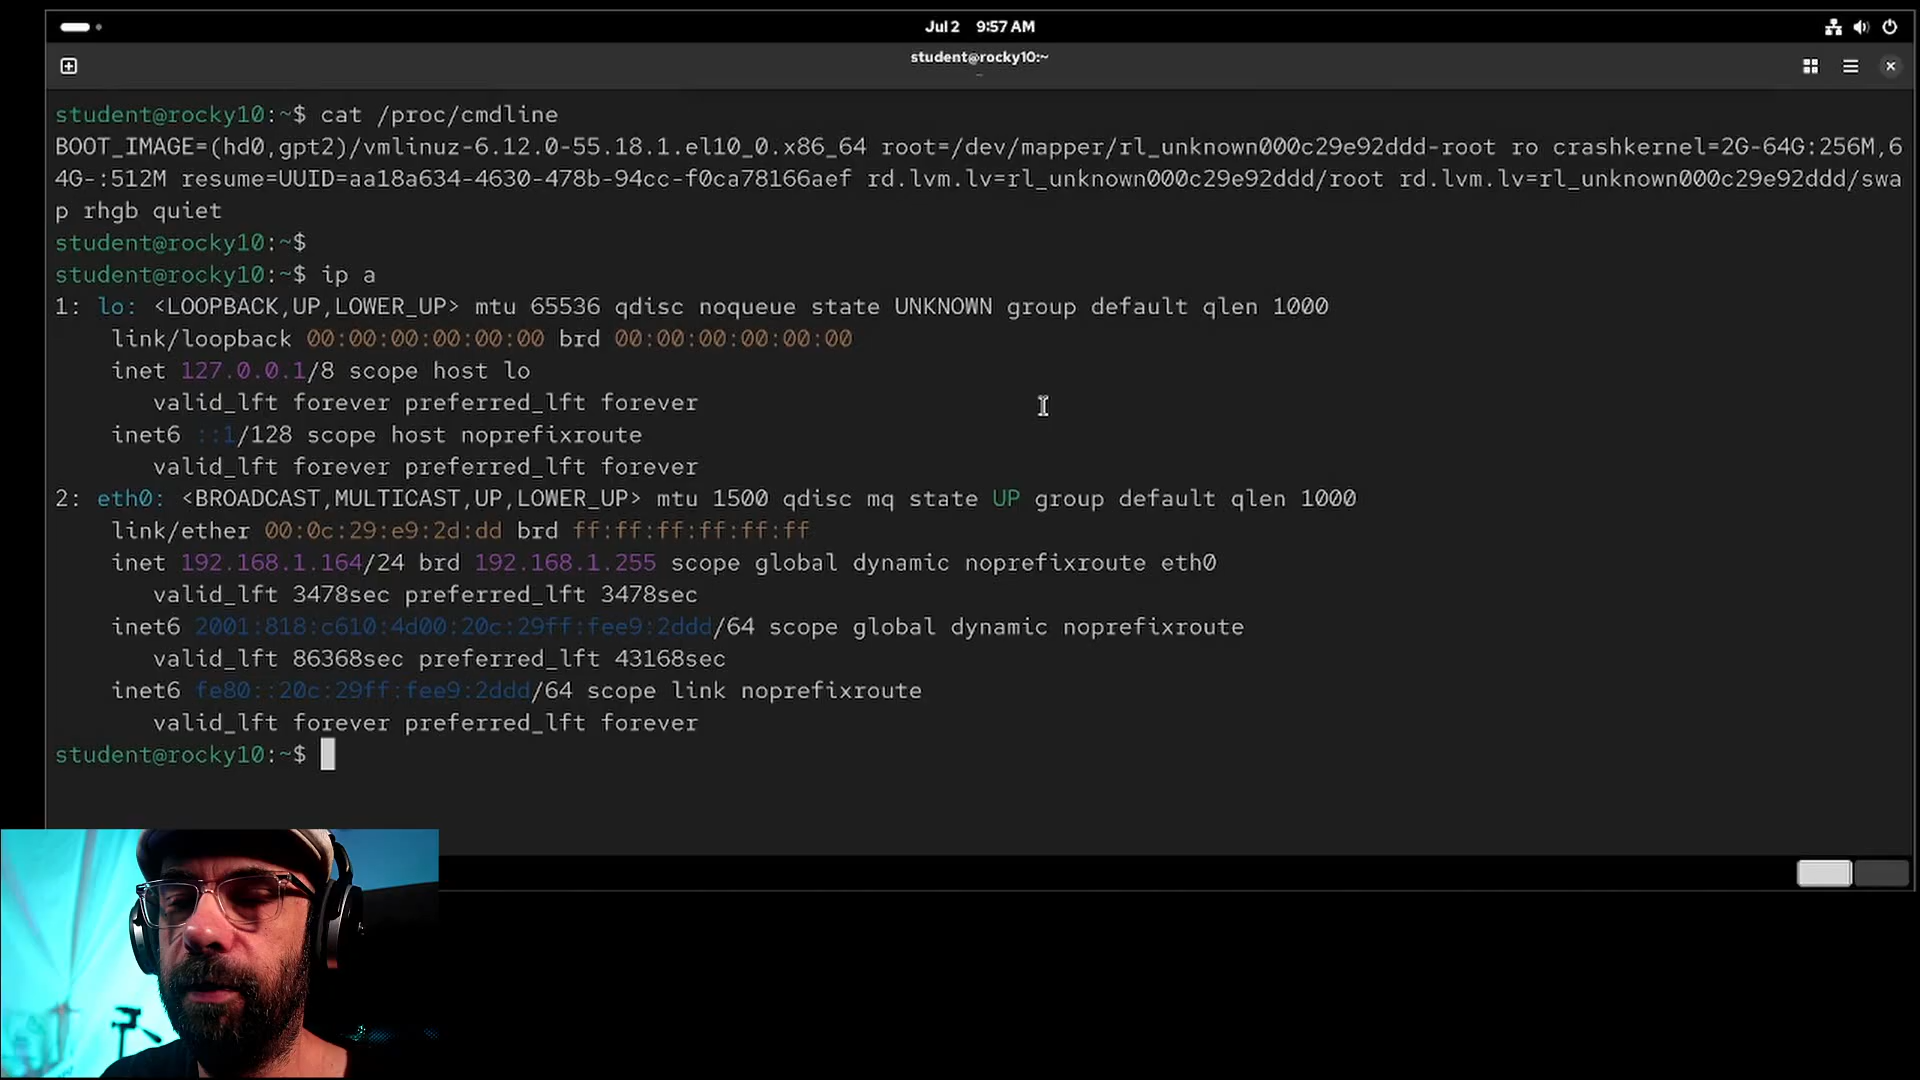 Jul 2 9:57 AM
student@rocky10:~
student@rocky10:~$ cat /proc/cmdline
BOOT_IMAGE=(hd0,gpt2)/vmlinuz-6.12.0-55.18.1.el10_0.x86_64 root=/dev/mapper/rl_unknown000c29e92ddd-root ro crashkernel=2G-64G:256M,6
4G-:512M resume=UUID=aa18a634-4630-478b-94cc-f0ca78166aef rd.lvm.lv=rl_unknown000c29e92ddd/root rd.lvm.lv=rl_unknown000c29e92ddd/swa
p rhgb quiet
student@rocky10:~$
student@rocky10:~$ ip a
1: lo: <LOOPBACK,UP,LOWER_UP> mtu 65536 qdisc noqueue state UNKNOWN group default qlen 1000
link/loopback 00:00:00:00:00:00 brd 00:00:00:00:00:00
inet 127.0.0.1/8 scope host lo
valid_lft forever preferred_lft forever
inet6 ::1/128 scope host noprefixroute
valid_lft forever preferred_lft forever
2: eth0: <BROADCAST,MULTICAST,UP,LOWER_UP> mtu 1500 qdisc mq state UP group default qlen 1000
link/ether 00:0c:29:e9:2d:dd brd ff:ff:ff:ff:ff:ff
inet 192.168.1.164/24 brd 192.168.1.255 scope global dynamic noprefixroute eth0
valid_lft 3478sec preferred_lft 3478sec
inet6 2001:818:c610:4d00:20c:29ff:fee9:2ddd/64 scope global dynamic noprefixroute
valid_lft 86368sec preferred_lft 43168sec
inet6 fe80::20c:29ff:fee9:2ddd/64 scope link noprefixroute
valid_lft forever preferred_lft forever
student@rocky10:~$